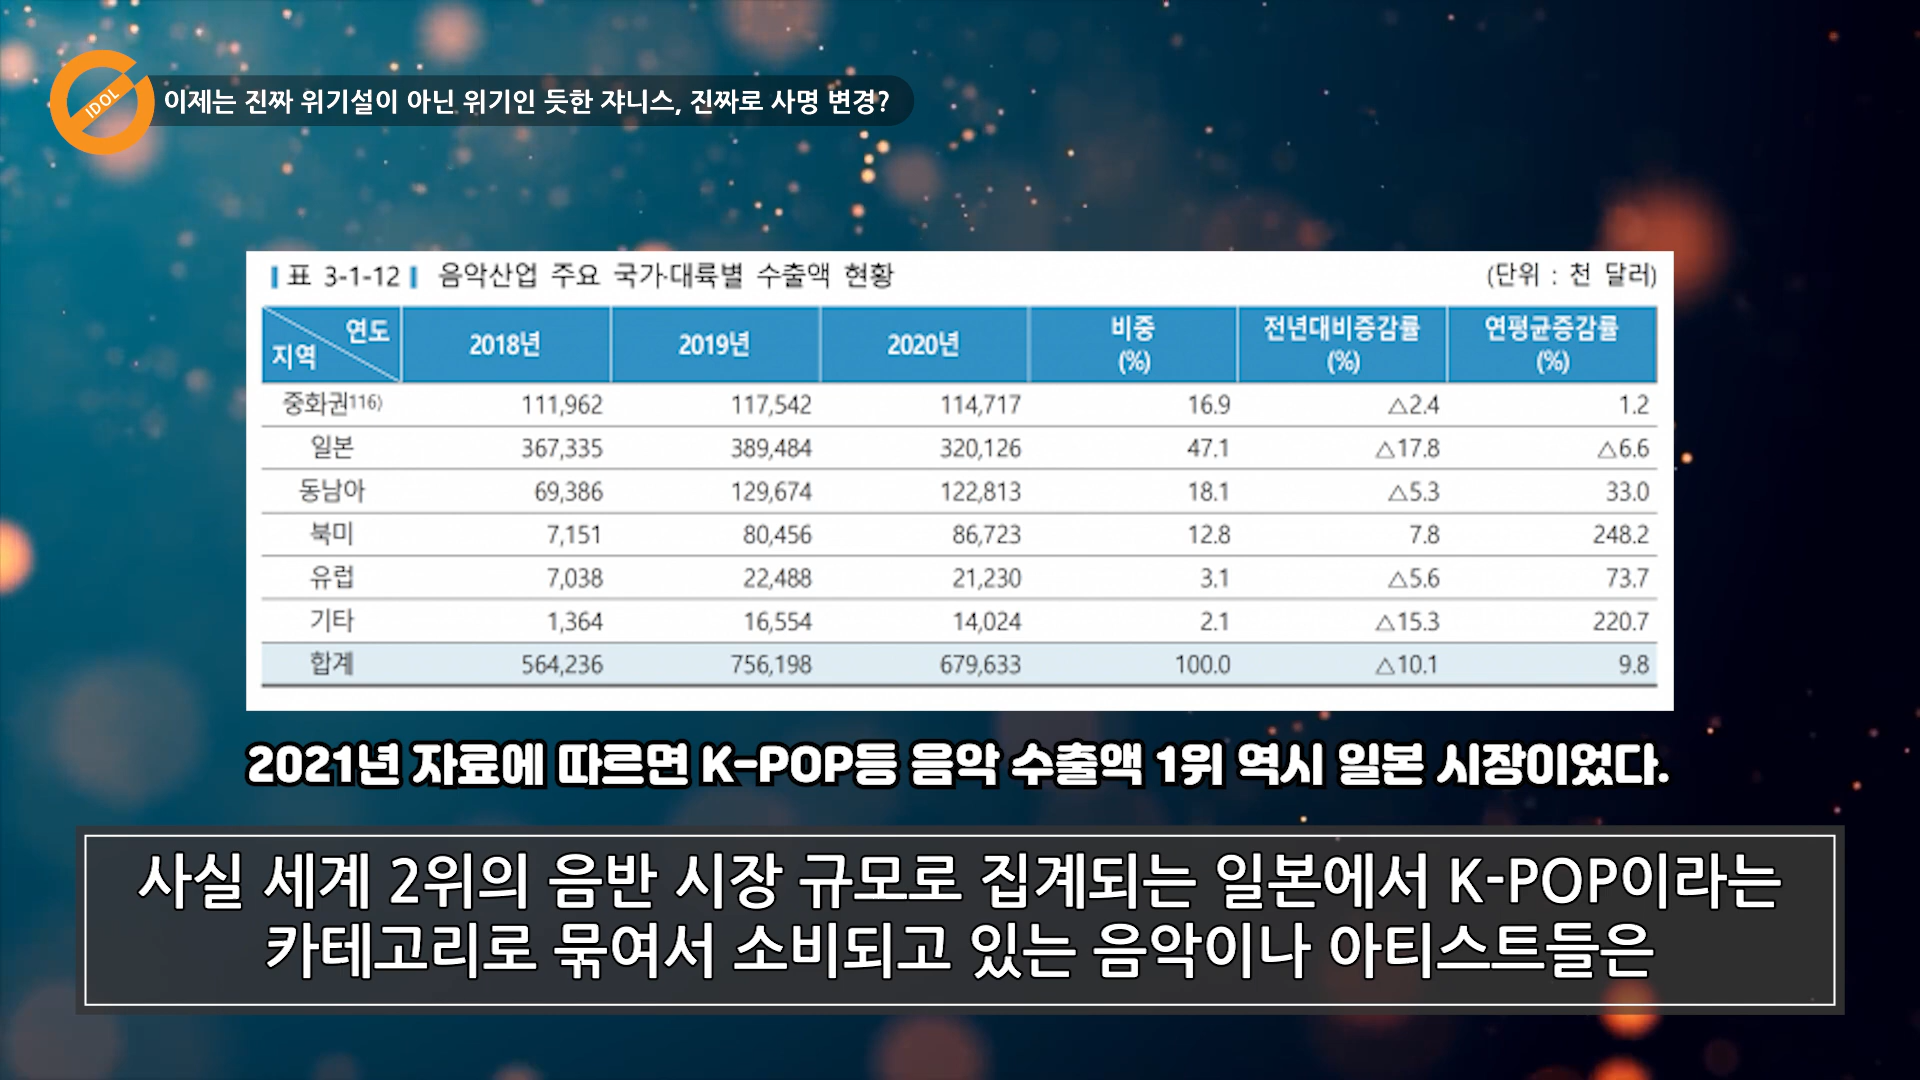 IDOL
이제는 진짜 위기설이 아닌 위기인 듯한 쟈니스, 진짜로 사명 변경?
표 3-1-12 음악산업 주요 국가·대륙별 수출액 현황 (단위 : 천 달러)
연도 지역 2018년 2019년 2020년 비중 (%) 전년대비증감률 (%) 연평균증감률 (%)
중화권116) 111,962 117,542 114,717 16.9 △2.4 1.2
일본 367,335 389,484 320,126 47.1 △17.8 △6.6
동남아 69,386 129,674 122,813 18.1 △5.3 33.0
북미 7,151 80,456 86,723 12.8 7.8 248.2
유럽 7,038 22,488 21,230 3.1 △5.6 73.7
기타 1,364 16,554 14,024 2.1 △15.3 220.7
합계 564,236 756,198 679,633 100.0 △10.1 9.8
2021년 자료에 따르면 K-POP등 음악 수출액 1위 역시 일본 시장이었다.
사실 세계 2위의 음반 시장 규모로 집계되는 일본에서 K-POP이라는
카테고리로 묶여서 소비되고 있는 음악이나 아티스트들은